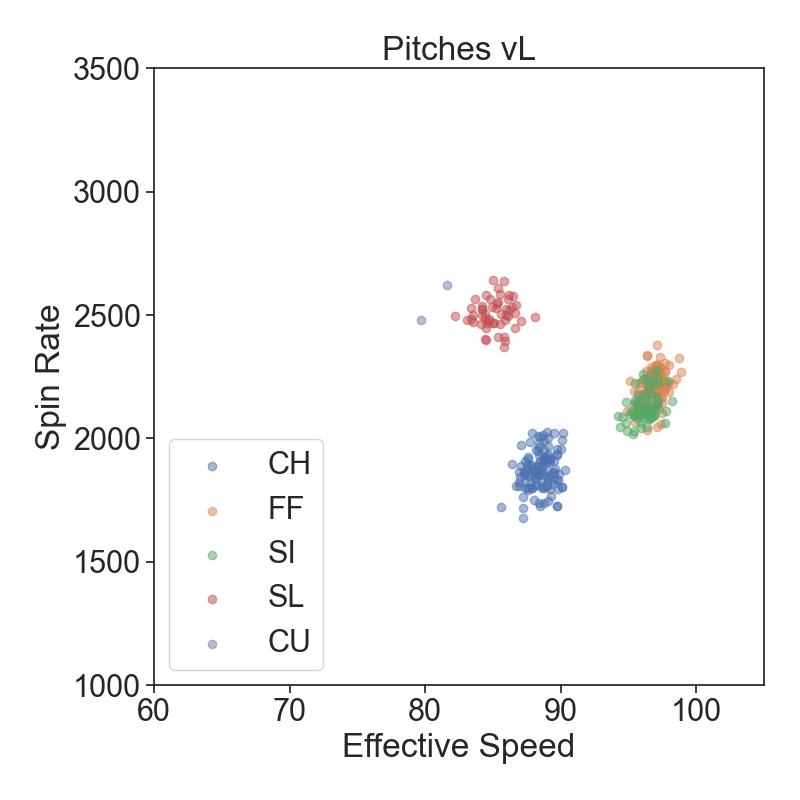 Pitches vL
3500
3000
2500
2000
1500
1000
Spin Rate
CH
FF
SI
SL
CU
60 70 80 90 100
Effective Speed